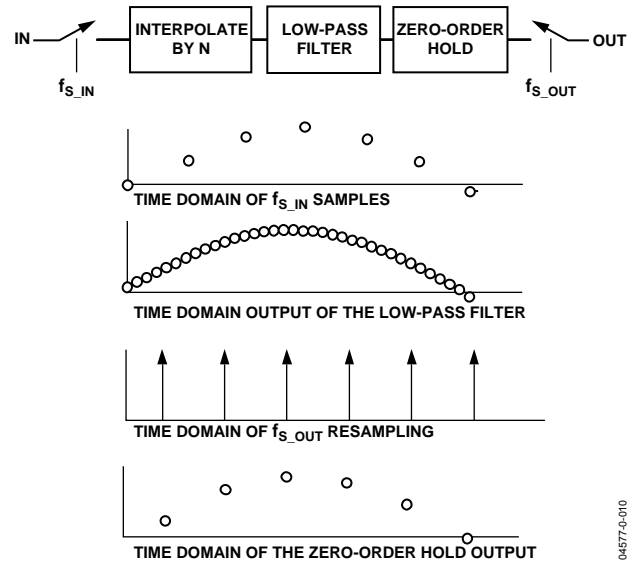 IN
INTERPOLATE
BY N
LOW-PASS
FILTER
ZERO-ORDER
HOLD
OUT
fS_IN
fS_OUT
TIME DOMAIN OF fS_IN SAMPLES
TIME DOMAIN OUTPUT OF THE LOW-PASS FILTER
TIME DOMAIN OF fS_OUT RESAMPLING
TIME DOMAIN OF THE ZERO-ORDER HOLD OUTPUT
04577-0-010